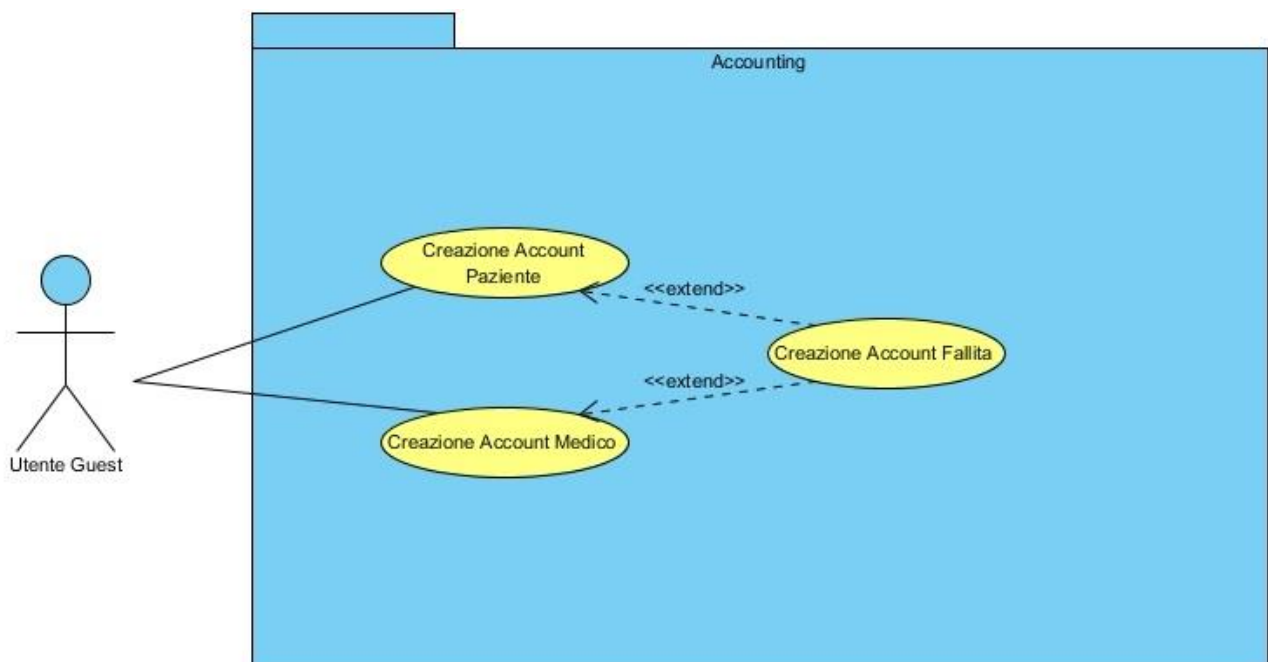 Accounting
Creazione Account
Paziente
<<extend>>
Creazione Account Fallita
<<extend>>
Creazione Account Medico
Utente Guest